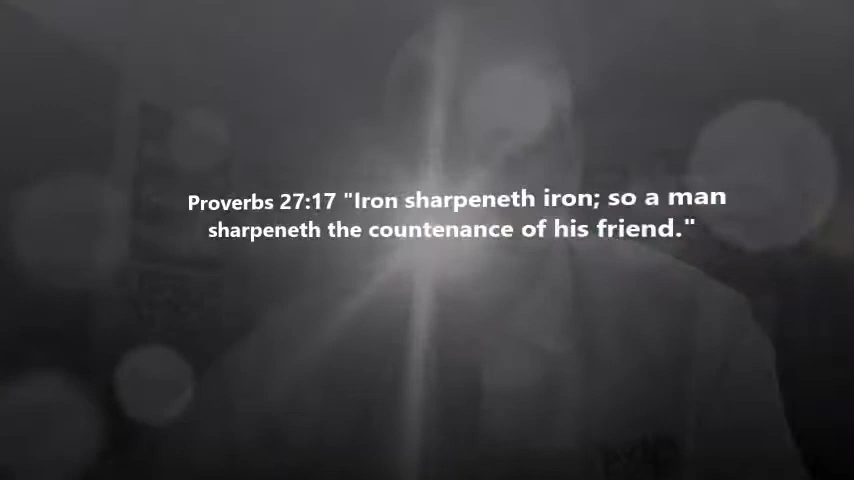 Proverbs 27:17 "Iron sharpeneth iron; so a man
sharpeneth the countenance of his friend."